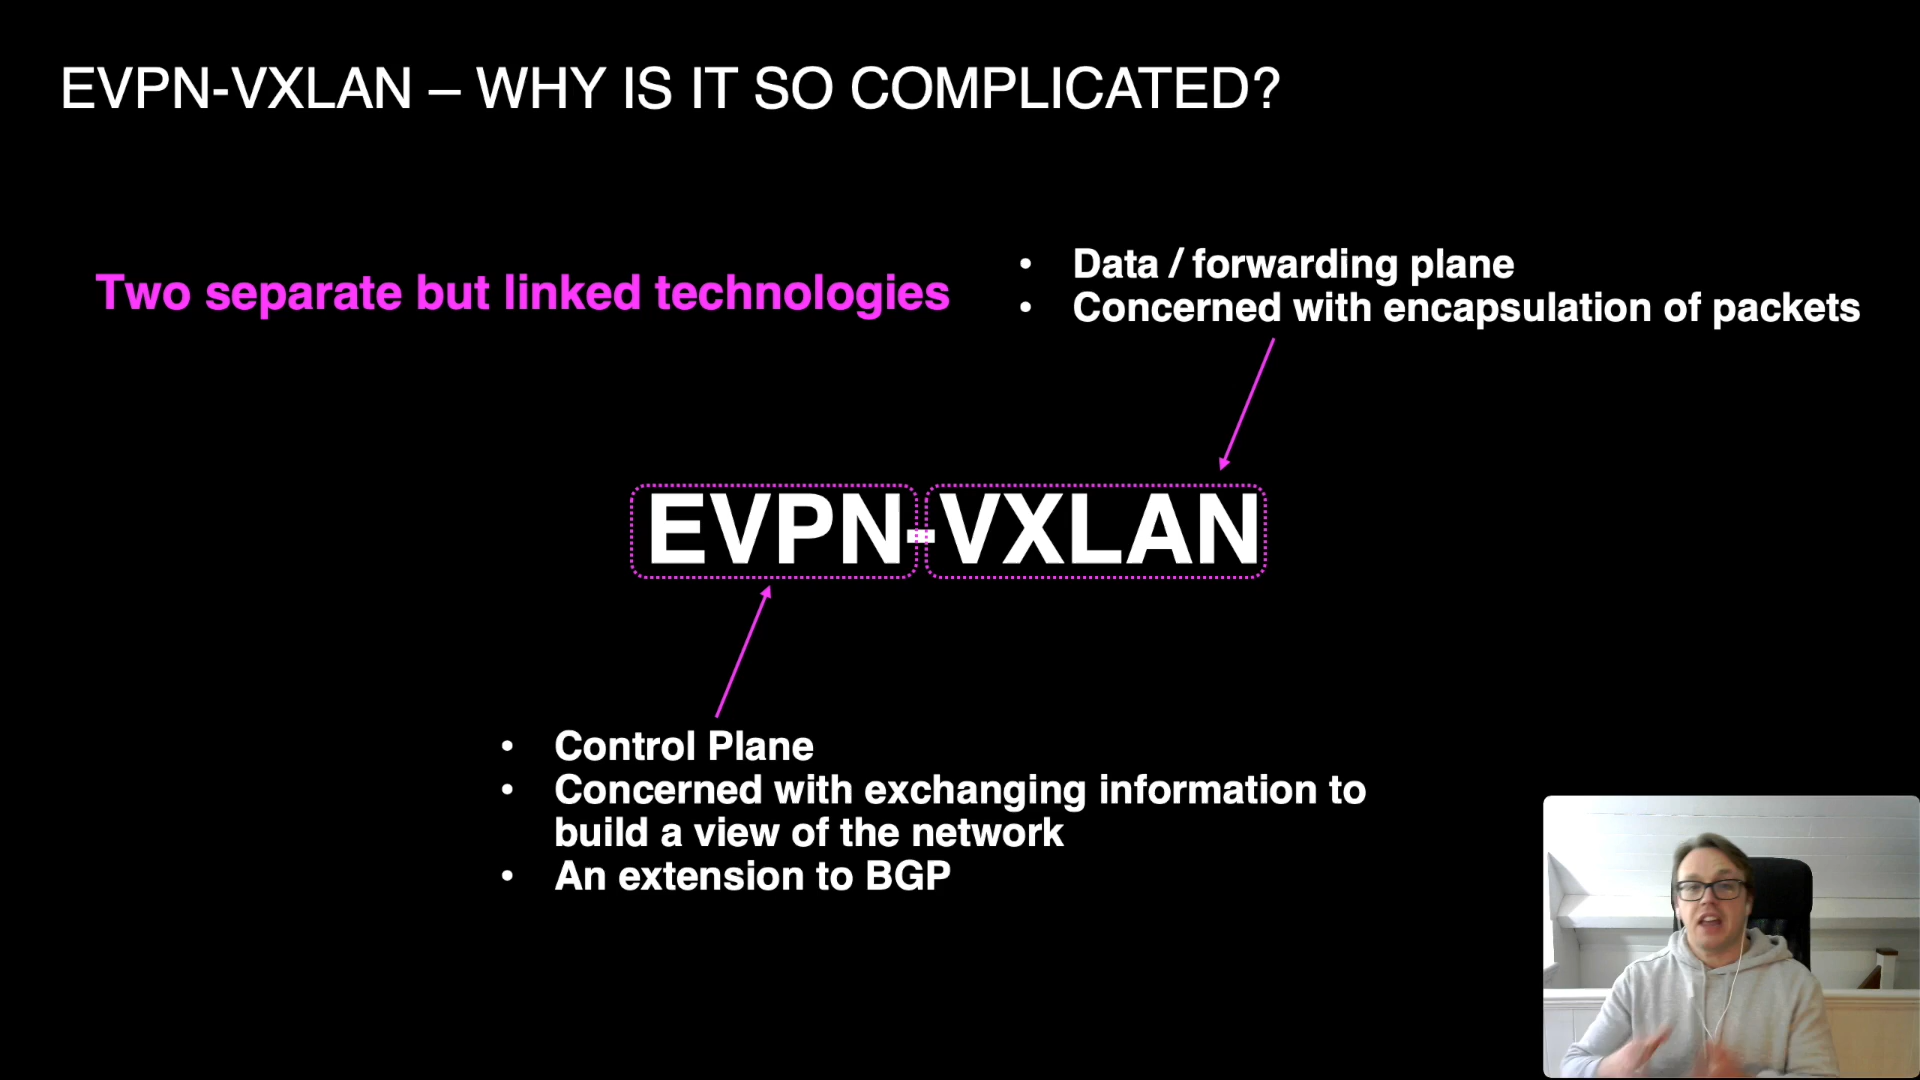 EVPN-VXLAN – WHY IS IT SO COMPLICATED?
Two separate but linked technologies
• Data / forwarding plane
• Concerned with encapsulation of packets
EVPN-VXLAN
• Control Plane
• Concerned with exchanging information to
build a view of the network
• An extension to BGP